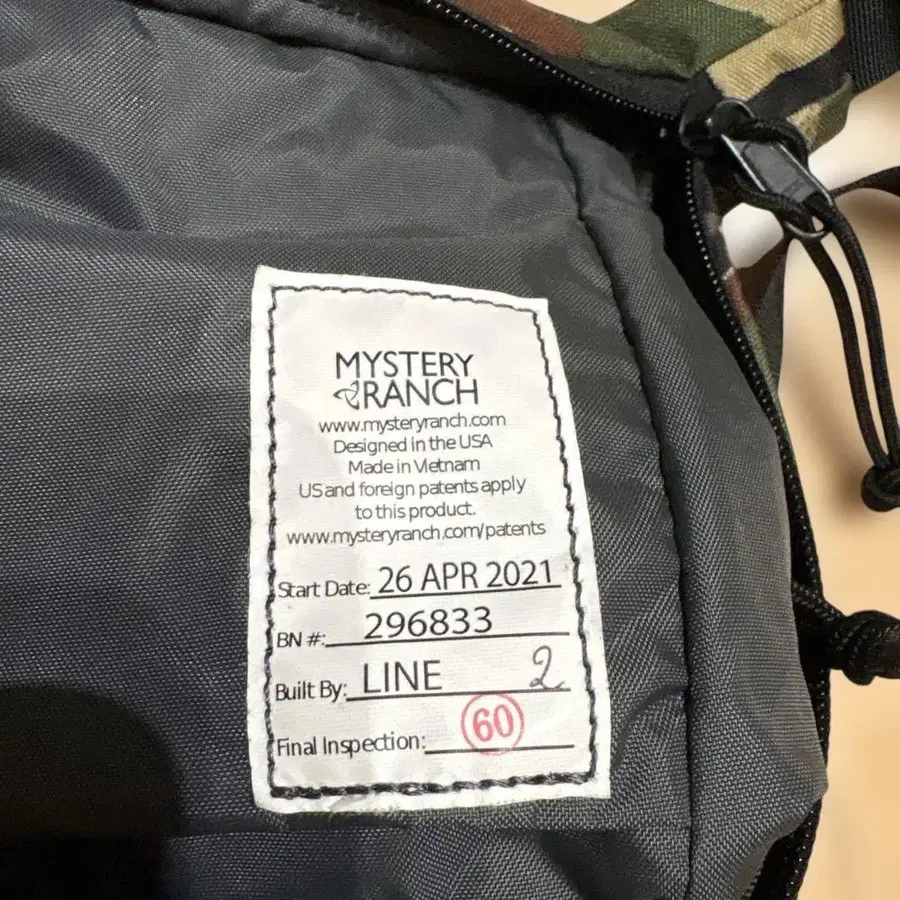 MYSTERY
RANCH
www.mysteryranch.com
Designed in the USA
Made in Vietnam
US and foreign patents apply
to this product.
www.mysteryranch.com/patents
Start Date: 26 APR 2021
BN #: 296833
Built By: LINE 2
Final Inspection: 60